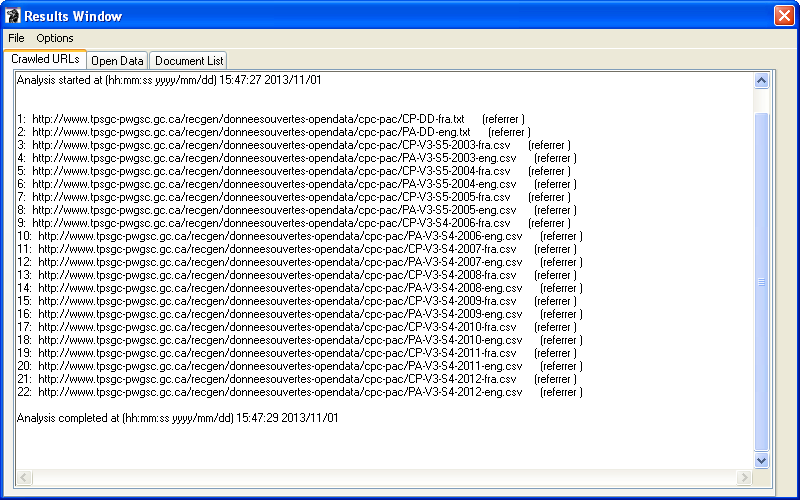 Results Window
File Options
Crawled URLs Open Data Document List
Analysis started at (hh:mm:ss yyyy/mm/dd) 15:47:27 2013/11/01
1: http://www.tpsgc-pwgsc.gc.ca/recgen/donneesouvertes-opendata/cpc-pac/CP-DD-fra.txt (referrer )
2: http://www.tpsgc-pwgsc.gc.ca/recgen/donneesouvertes-opendata/cpc-pac/PA-DD-eng.txt (referrer )
3: http://www.tpsgc-pwgsc.gc.ca/recgen/donneesouvertes-opendata/cpc-pac/CP-V3-S5-2003-fra.csv (referrer )
4: http://www.tpsgc-pwgsc.gc.ca/recgen/donneesouvertes-opendata/cpc-pac/PA-V3-S5-2003-eng.csv (referrer )
5: http://www.tpsgc-pwgsc.gc.ca/recgen/donneesouvertes-opendata/cpc-pac/CP-V3-S5-2004-fra.csv (referrer )
6: http://www.tpsgc-pwgsc.gc.ca/recgen/donneesouvertes-opendata/cpc-pac/PA-V3-S5-2004-eng.csv (referrer )
7: http://www.tpsgc-pwgsc.gc.ca/recgen/donneesouvertes-opendata/cpc-pac/CP-V3-S5-2005-fra.csv (referrer )
8: http://www.tpsgc-pwgsc.gc.ca/recgen/donneesouvertes-opendata/cpc-pac/PA-V3-S5-2005-eng.csv (referrer )
9: http://www.tpsgc-pwgsc.gc.ca/recgen/donneesouvertes-opendata/cpc-pac/CP-V3-S4-2006-fra.csv (referrer )
10: http://www.tpsgc-pwgsc.gc.ca/recgen/donneesouvertes-opendata/cpc-pac/PA-V3-S4-2006-eng.csv (referrer )
11: http://www.tpsgc-pwgsc.gc.ca/recgen/donneesouvertes-opendata/cpc-pac/CP-V3-S4-2007-fra.csv (referrer )
12: http://www.tpsgc-pwgsc.gc.ca/recgen/donneesouvertes-opendata/cpc-pac/PA-V3-S4-2007-eng.csv (referrer )
13: http://www.tpsgc-pwgsc.gc.ca/recgen/donneesouvertes-opendata/cpc-pac/CP-V3-S4-2008-fra.csv (referrer )
14: http://www.tpsgc-pwgsc.gc.ca/recgen/donneesouvertes-opendata/cpc-pac/PA-V3-S4-2008-eng.csv (referrer )
15: http://www.tpsgc-pwgsc.gc.ca/recgen/donneesouvertes-opendata/cpc-pac/CP-V3-S4-2009-fra.csv (referrer )
16: http://www.tpsgc-pwgsc.gc.ca/recgen/donneesouvertes-opendata/cpc-pac/PA-V3-S4-2009-eng.csv (referrer )
17: http://www.tpsgc-pwgsc.gc.ca/recgen/donneesouvertes-opendata/cpc-pac/CP-V3-S4-2010-fra.csv (referrer )
18: http://www.tpsgc-pwgsc.gc.ca/recgen/donneesouvertes-opendata/cpc-pac/PA-V3-S4-2010-eng.csv (referrer )
19: http://www.tpsgc-pwgsc.gc.ca/recgen/donneesouvertes-opendata/cpc-pac/CP-V3-S4-2011-fra.csv (referrer )
20: http://www.tpsgc-pwgsc.gc.ca/recgen/donneesouvertes-opendata/cpc-pac/PA-V3-S4-2011-eng.csv (referrer )
21: http://www.tpsgc-pwgsc.gc.ca/recgen/donneesouvertes-opendata/cpc-pac/CP-V3-S4-2012-fra.csv (referrer )
22: http://www.tpsgc-pwgsc.gc.ca/recgen/donneesouvertes-opendata/cpc-pac/PA-V3-S4-2012-eng.csv (referrer )
Analysis completed at (hh:mm:ss yyyy/mm/dd) 15:47:29 2013/11/01